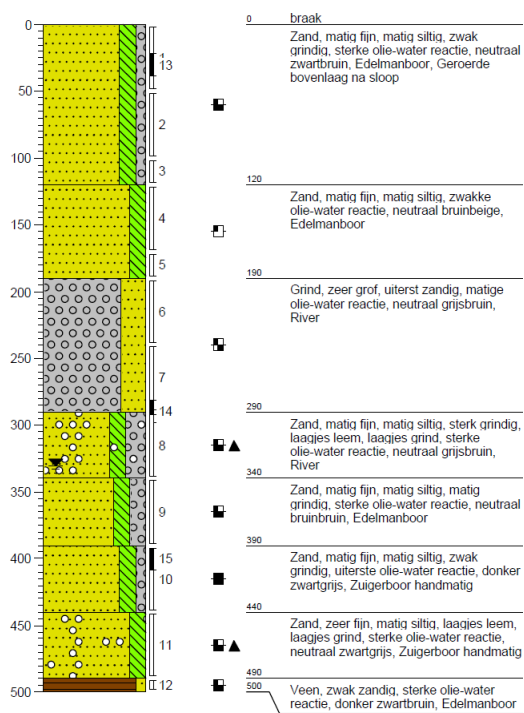 0 braak
Zand, matig fijn, matig siltig, zwak
grindig, sterke olie-water reactie, neutraal
zwartbruin, Edelmanboor, Geroerde
bovenlaag na sloop
120
Zand, matig fijn, matig siltig, zwakke
olie-water reactie, neutraal bruinbeige,
Edelmanboor
190
Grind, zeer grof, uiterst zandig, matige
olie-water reactie, neutraal grijsbruin,
River
290
Zand, matig fijn, matig siltig, sterk grindig,
laagjes leem, laagjes grind, sterke
olie-water reactie, neutraal grijsbruin,
River
340
Zand, matig fijn, matig siltig, matig
grindig, sterke olie-water reactie, neutraal
bruinbruin, Edelmanboor
390
Zand, matig fijn, matig siltig, zwak
grindig, uiterste olie-water reactie, donker
zwartgrijs, Zuigerboor handmatig
440
Zand, zeer fijn, matig siltig, laagjes leem,
laagjes grind, sterke olie-water reactie,
neutraal zwartgrijs, Zuigerboor handmatig
490
500
Veen, zwak zandig, sterke olie-water
reactie, donker zwartbruin, Edelmanboor
0
50
100
150
200
250
300
350
400
450
500
1
13
2
3
4
5
6
7
14
8
9
15
10
11
12